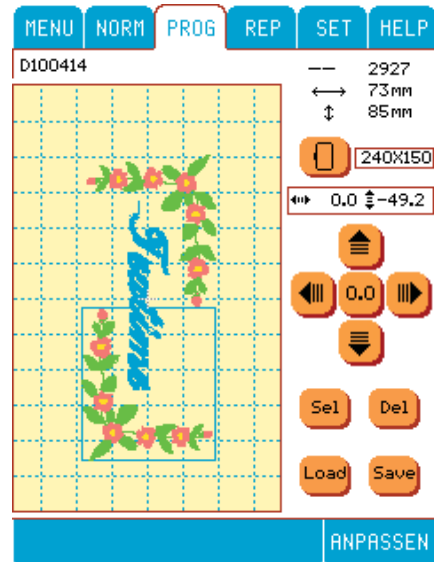 MENU NORM PROG REP SET HELP
D100414
2927
73mm
85mm
240X150
0.0 -49.2
0.0
Sel Del
Load Save
ANPASSEN